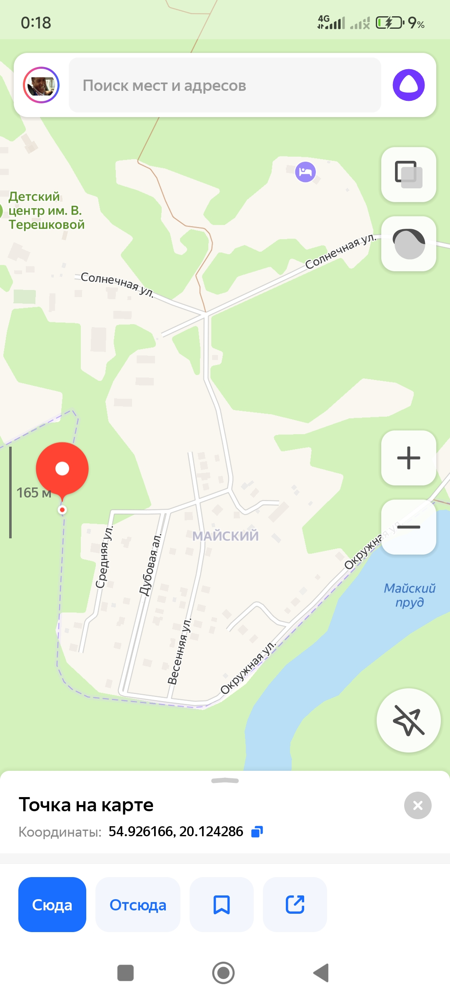 0:18
4G
9%
Поиск мест и адресов
Детский
центр им. В.
Терешковой
Солнечная ул.
Солнечная ул.
165 м
МАЙСКИЙ
Средняя ул.
Дубовая ал.
Окружная ул.
Майский
пруд
Весенняя ул.
Окружная ул.
Точка на карте
Координаты: 54.926166, 20.124286
Сюда
Отсюда